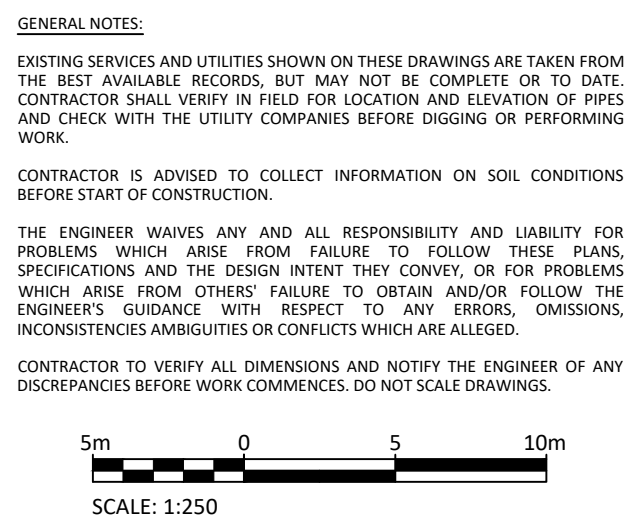 GENERAL NOTES:
EXISTING SERVICES AND UTILITIES SHOWN ON THESE DRAWINGS ARE TAKEN FROM
THE BEST AVAILABLE RECORDS, BUT MAY NOT BE COMPLETE OR TO DATE.
CONTRACTOR SHALL VERIFY IN FIELD FOR LOCATION AND ELEVATION OF PIPES
AND CHECK WITH THE UTILITY COMPANIES BEFORE DIGGING OR PERFORMING
WORK.
CONTRACTOR IS ADVISED TO COLLECT INFORMATION ON SOIL CONDITIONS
BEFORE START OF CONSTRUCTION.
THE ENGINEER WAIVES ANY AND ALL RESPONSIBILITY AND LIABILITY FOR
PROBLEMS WHICH ARISE FROM FAILURE TO FOLLOW THESE PLANS,
SPECIFICATIONS AND THE DESIGN INTENT THEY CONVEY, OR FOR PROBLEMS
WHICH ARISE FROM OTHERS' FAILURE TO OBTAIN AND/OR FOLLOW THE
ENGINEER'S GUIDANCE WITH RESPECT TO ANY ERRORS, OMISSIONS,
INCONSISTENCIES AMBIGUITIES OR CONFLICTS WHICH ARE ALLEGED.
CONTRACTOR TO VERIFY ALL DIMENSIONS AND NOTIFY THE ENGINEER OF ANY
DISCREPANCIES BEFORE WORK COMMENCES. DO NOT SCALE DRAWINGS.
5m 0 5 10m
SCALE: 1:250